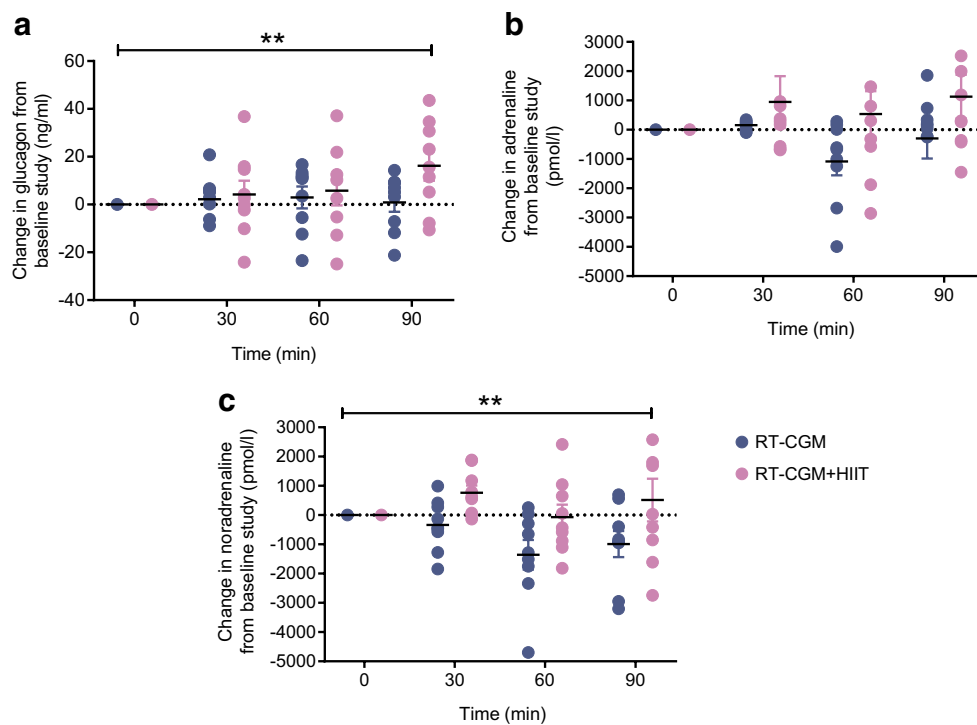 a
**
60
40
20
0
-20
-40
Change in glucagon from
baseline study (ng/ml)
0
30
60
90
Time (min)
b
3000
2000
1000
0
-1000
-2000
-3000
-4000
-5000
Change in adrenaline
from baseline study
(pmol/l)
0
30
60
90
Time (min)
c
**
3000
2000
1000
0
-1000
-2000
-3000
-4000
-5000
Change in noradrenaline
from baseline study (pmol/l)
0
30
60
90
Time (min)
RT-CGM
RT-CGM+HIIT